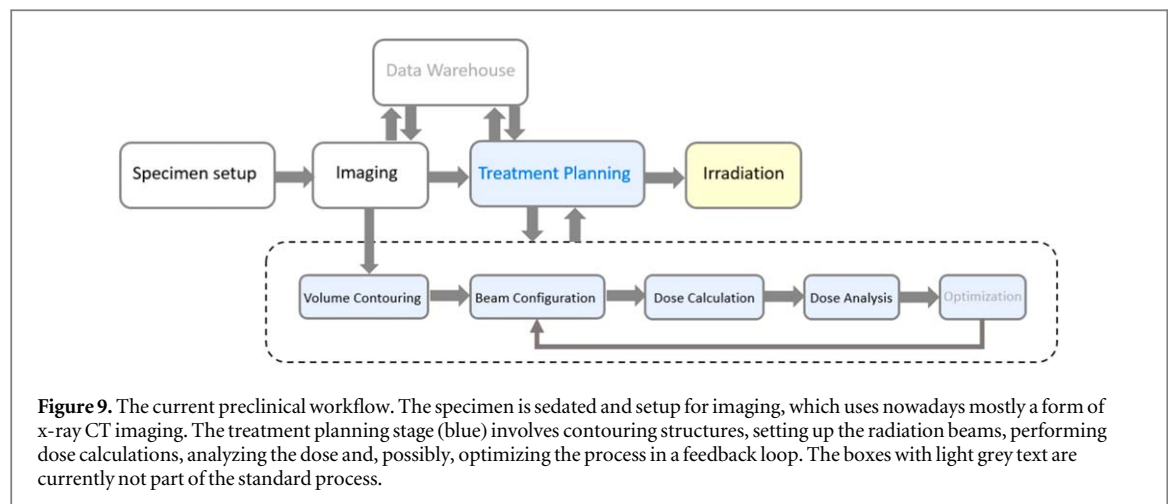 Data Warehouse
Specimen setup
Imaging
Treatment Planning
Irradiation
Volume Contouring
Beam Configuration
Dose Calculation
Dose Analysis
Optimization
Figure 9. The current preclinical workflow. The specimen is sedated and setup for imaging, which uses nowadays mostly a form of
x-ray CT imaging. The treatment planning stage (blue) involves contouring structures, setting up the radiation beams, performing
dose calculations, analyzing the dose and, possibly, optimizing the process in a feedback loop. The boxes with light grey text are
currently not part of the standard process.